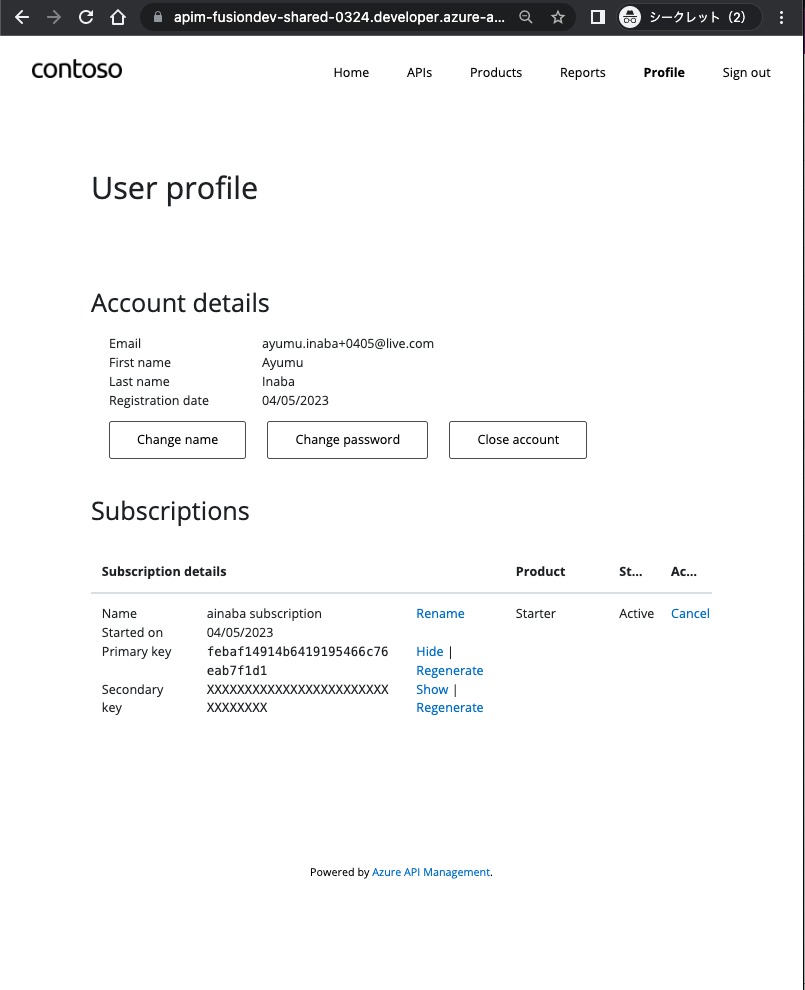 apim-fusiondev-shared-0324.developer.azure-a...
シークレット（2）
contoso
Home APIs Products Reports Profile Sign out
User profile
Account details
Email ayumu.inaba+0405@live.com
First name Ayumu
Last name Inaba
Registration date 04/05/2023
Change name Change password Close account
Subscriptions
Subscription details Product St... Ac...
Name ainaba subscription Rename Starter Active Cancel
Started on 04/05/2023
Primary key febaf14914b6419195466c76 Hide |
eab7f1d1 Regenerate
Secondary XXXXXXXXXXXXXXXXXXXXXXXX Show |
key XXXXXXXX Regenerate
Powered by Azure API Management.